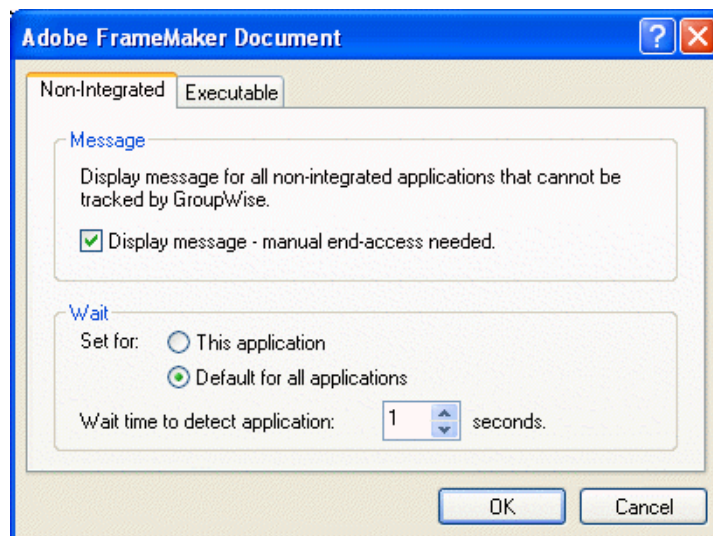 Adobe FrameMaker Document
Non-Integrated
Executable
Message
Display message for all non-integrated applications that cannot be
tracked by GroupWise.
Display message - manual end-access needed.
Wait
Set for:
This application
Default for all applications
Wait time to detect application:
1
seconds.
OK
Cancel